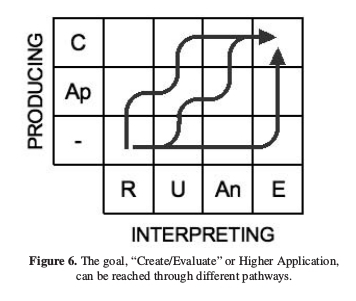 PRODUCING
C
Ap
-
R U An E
INTERPRETING
Figure 6. The goal, “Create/Evaluate” or Higher Application,
can be reached through different pathways.